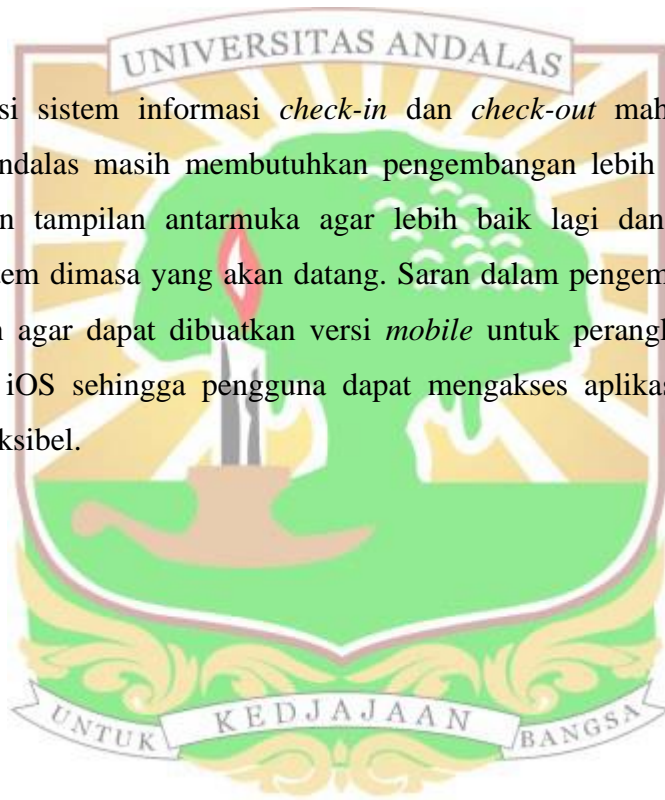 UNIVERSITAS ANDALAS
si sistem informasi check-in dan check-out mah
ndalas masih membutuhkan pengembangan lebih
n tampilan antarmuka agar lebih baik lagi dan
tem dimasa yang akan datang. Saran dalam pengem
agar dapat dibuatkan versi mobile untuk perangk
iOS sehingga pengguna dapat mengakses aplikas
ksibel.
UNTUK KEDJAJAAN BANGSA